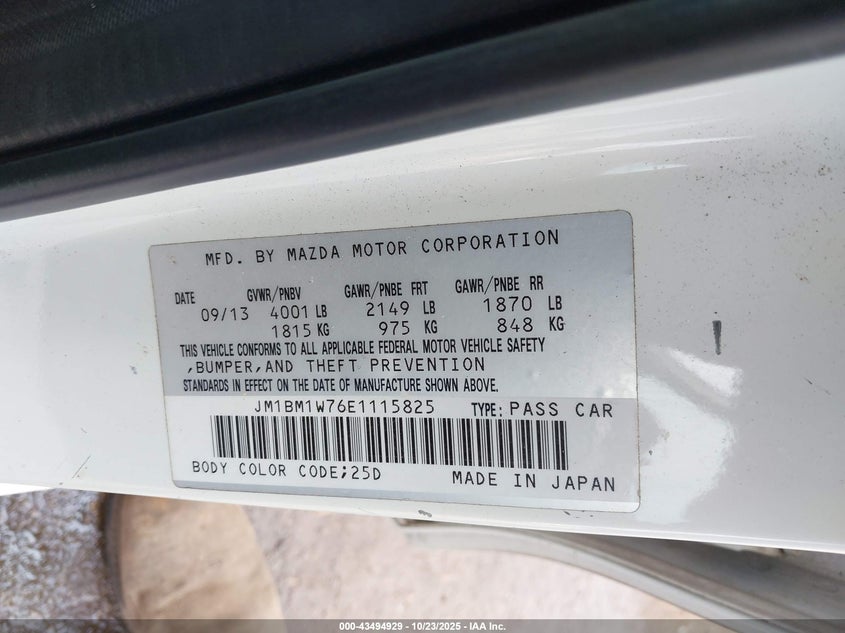 MFD. BY MAZDA MOTOR CORPORATION
DATE GVWR/PNBV GAWR/PNBE FRT GAWR/PNBE RR
09/13 4001 LB 2149 LB 1870 LB
1815 KG 975 KG 848 KG
THIS VEHICLE CONFORMS TO ALL APPLICABLE FEDERAL MOTOR VEHICLE SAFETY
,BUMPER,AND THEFT PREVENTION
STANDARDS IN EFFECT ON THE DATE OF MANUFACTURE SHOWN ABOVE.
JM1BM1W76E1115825 TYPE: PASS CAR
BODY COLOR CODE;25D MADE IN JAPAN
000-43494929 - 10/23/2025 - IAA Inc.